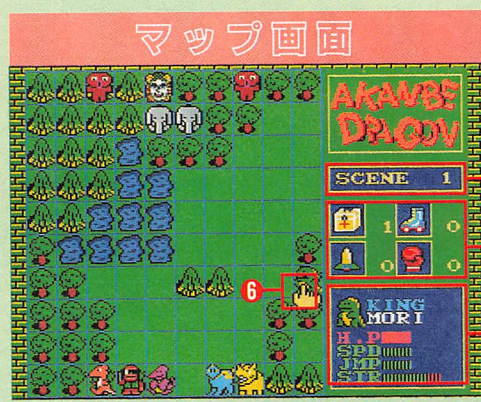 マップ画面
AKANBE
DRAGON
SCENE 1
1
0
0
0
6
KING
MORI
H.P
SPD
JMP
STR